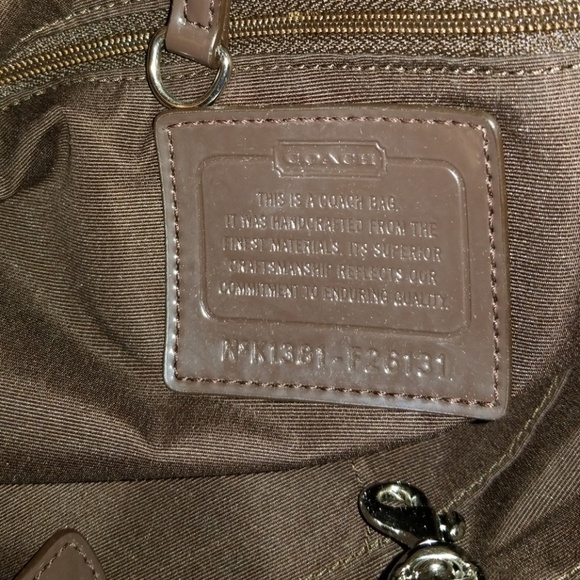 COACH
THIS IS A COACH BAG.
IT WAS HANDCRAFTED FROM THE
FINEST MATERIALS. ITS SUPERIOR
CRAFTSMANSHIP REFLECTS OUR
COMMITMENT TO ENDURING QUALITY.
Nº K1381-F26131